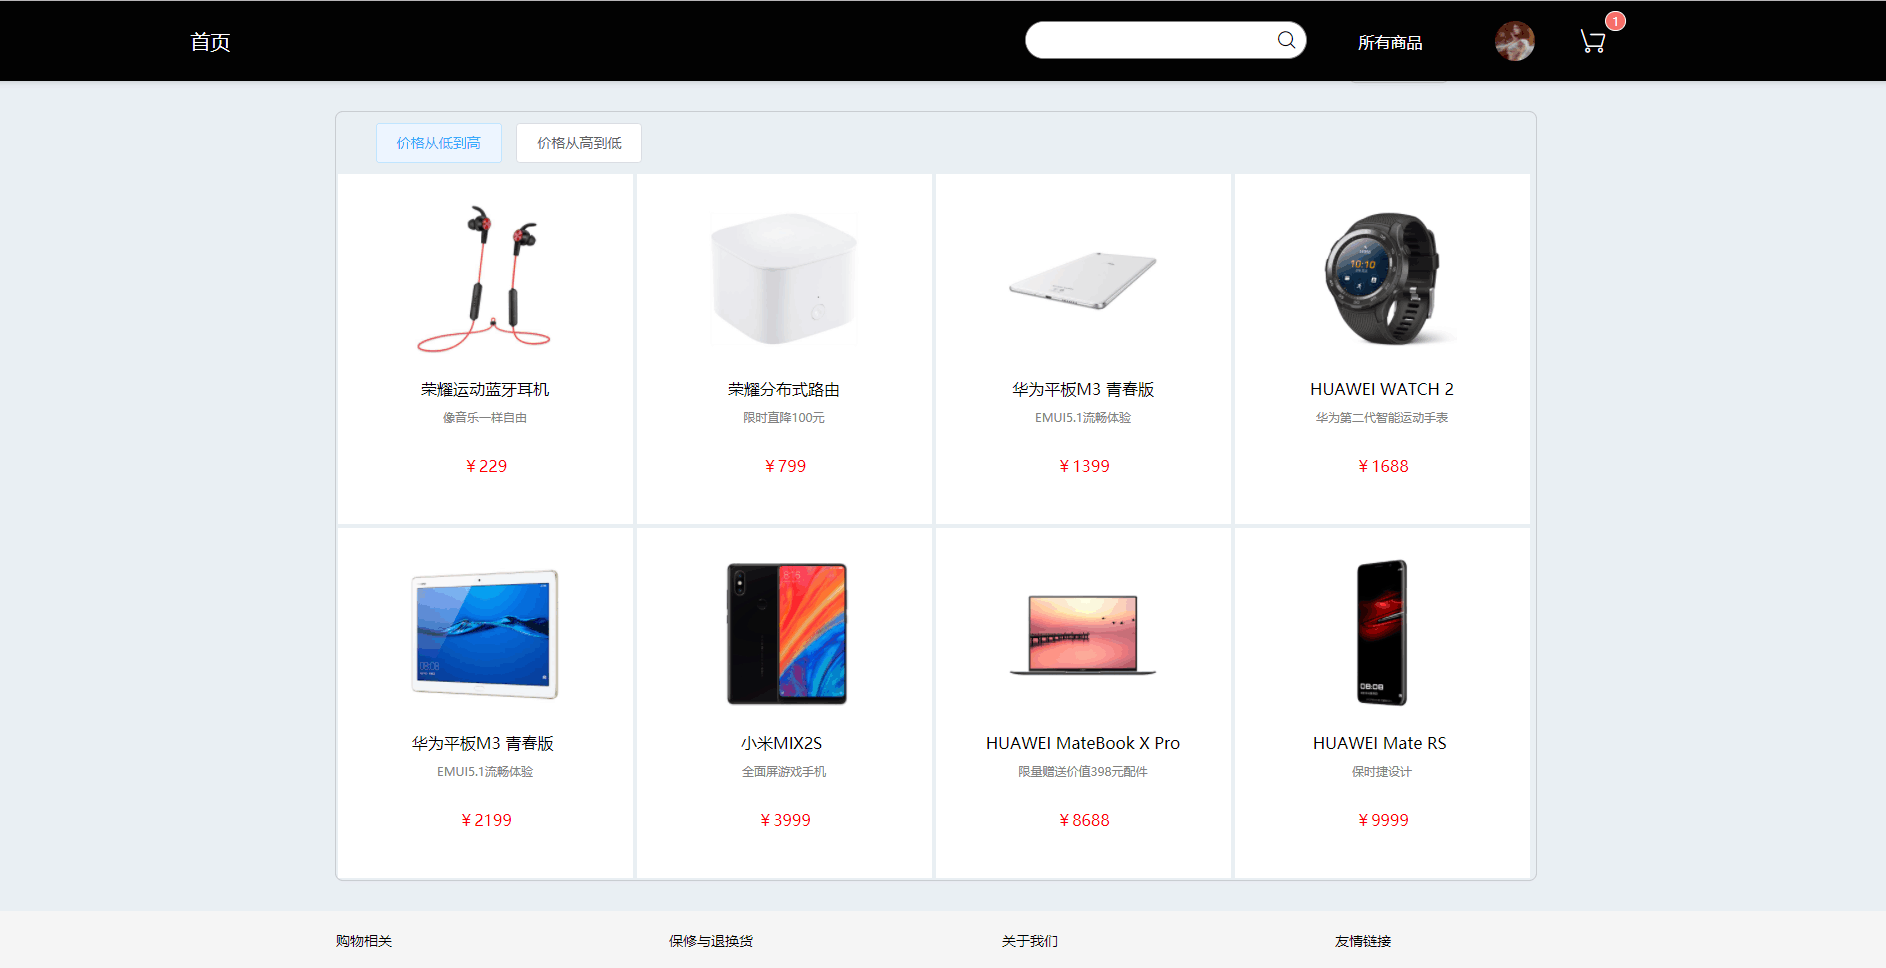 首页
所有商品
1
价格从低到高
价格从高到低
10:10
荣耀运动蓝牙耳机
荣耀分布式路由
华为平板M3 青春版
HUAWEI WATCH 2
像音乐一样自由
限时直降100元
EMUI5.1流畅体验
华为第二代智能运动手表
¥229
¥799
¥1399
¥1688
8:16
08:08
08:08
华为平板M3 青春版
小米MIX2S
HUAWEI MateBook X Pro
HUAWEI Mate RS
EMUI5.1流畅体验
全面屏游戏手机
限量赠送价值398元配件
保时捷设计
¥2199
¥3999
¥8688
¥9999
购物相关
保修与退换货
关于我们
友情链接